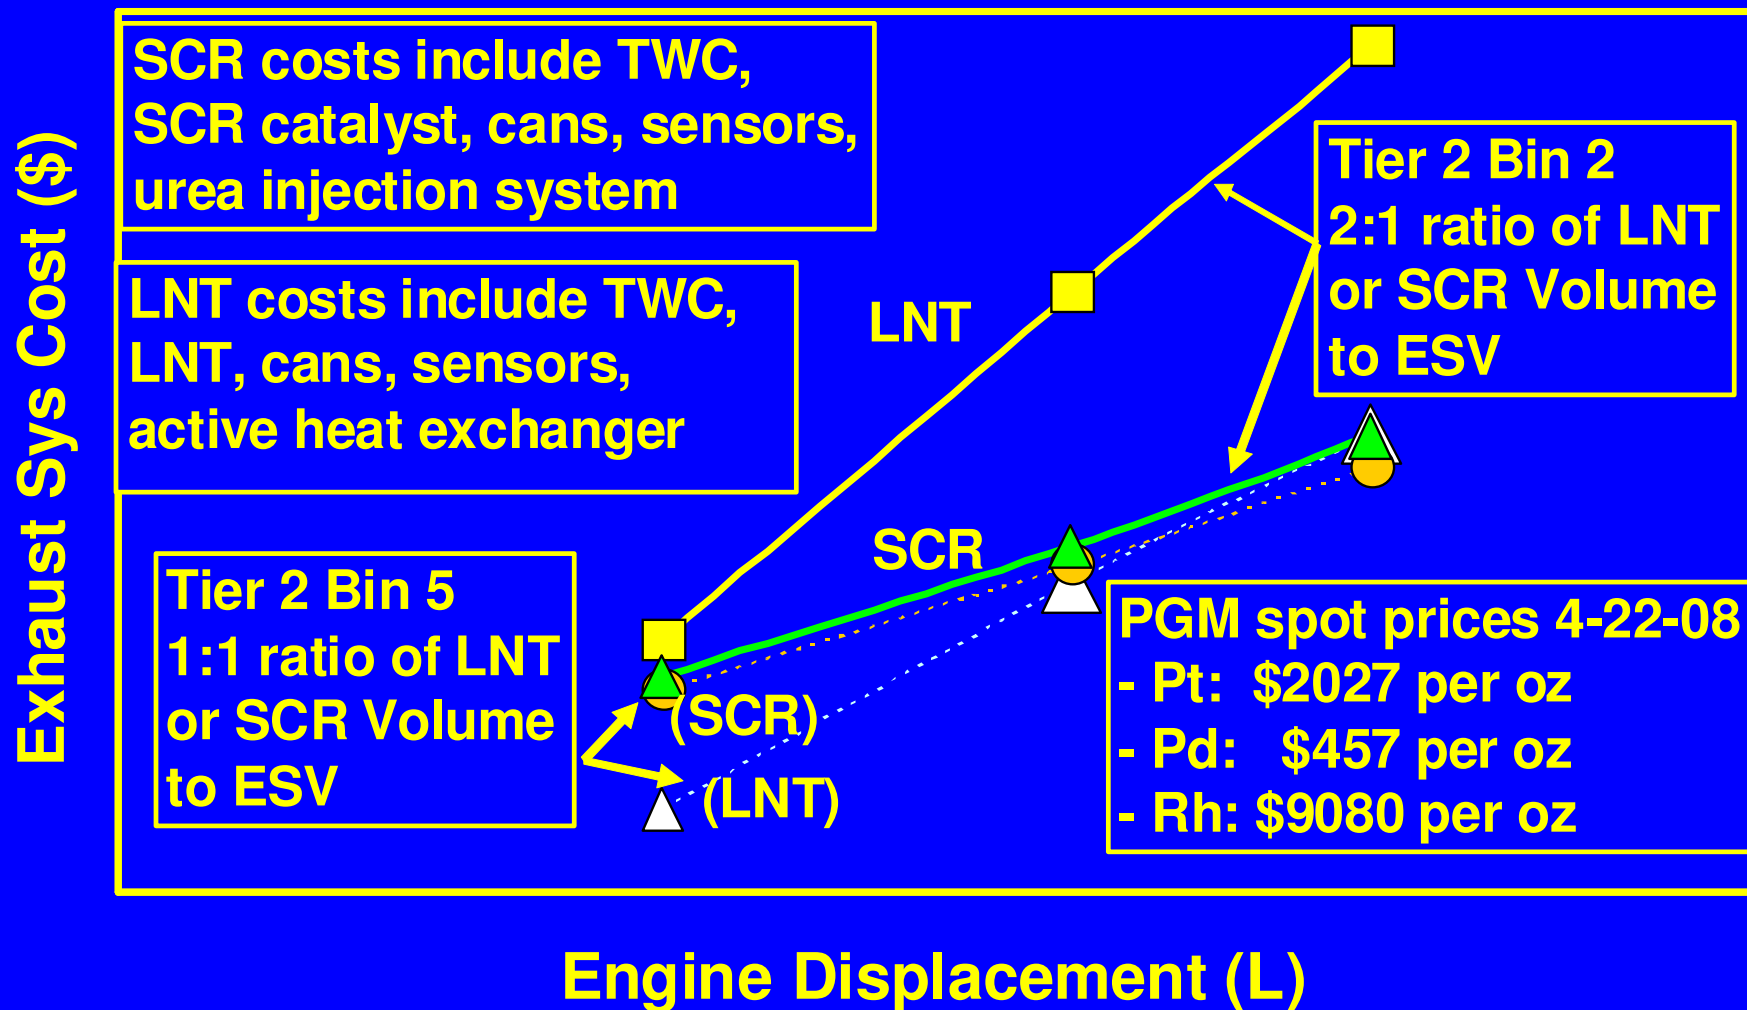 SCR costs include TWC,
SCR catalyst, cans, sensors,
urea injection system
LNT costs include TWC,
LNT, cans, sensors,
active heat exchanger
Tier 2 Bin 2
2:1 ratio of LNT
or SCR Volume
to ESV
LNT
SCR
Tier 2 Bin 5
1:1 ratio of LNT
or SCR Volume
to ESV
(SCR)
(LNT)
PGM spot prices 4-22-08
- Pt: $2027 per oz
- Pd: $457 per oz
- Rh: $9080 per oz
Exhaust Sys Cost ($)
Engine Displacement (L)